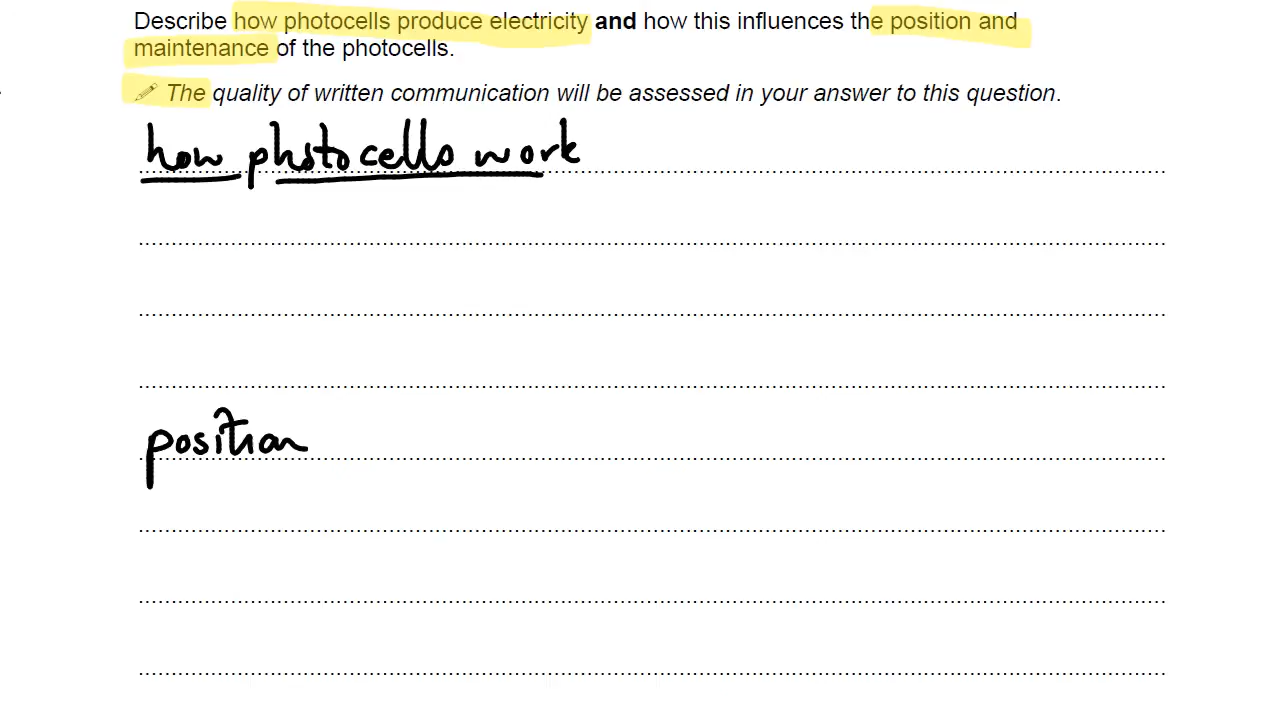 Describe how photocells produce electricity and how this influences the position and
maintenance of the photocells.
The quality of written communication will be assessed in your answer to this question.
how photocells work
position